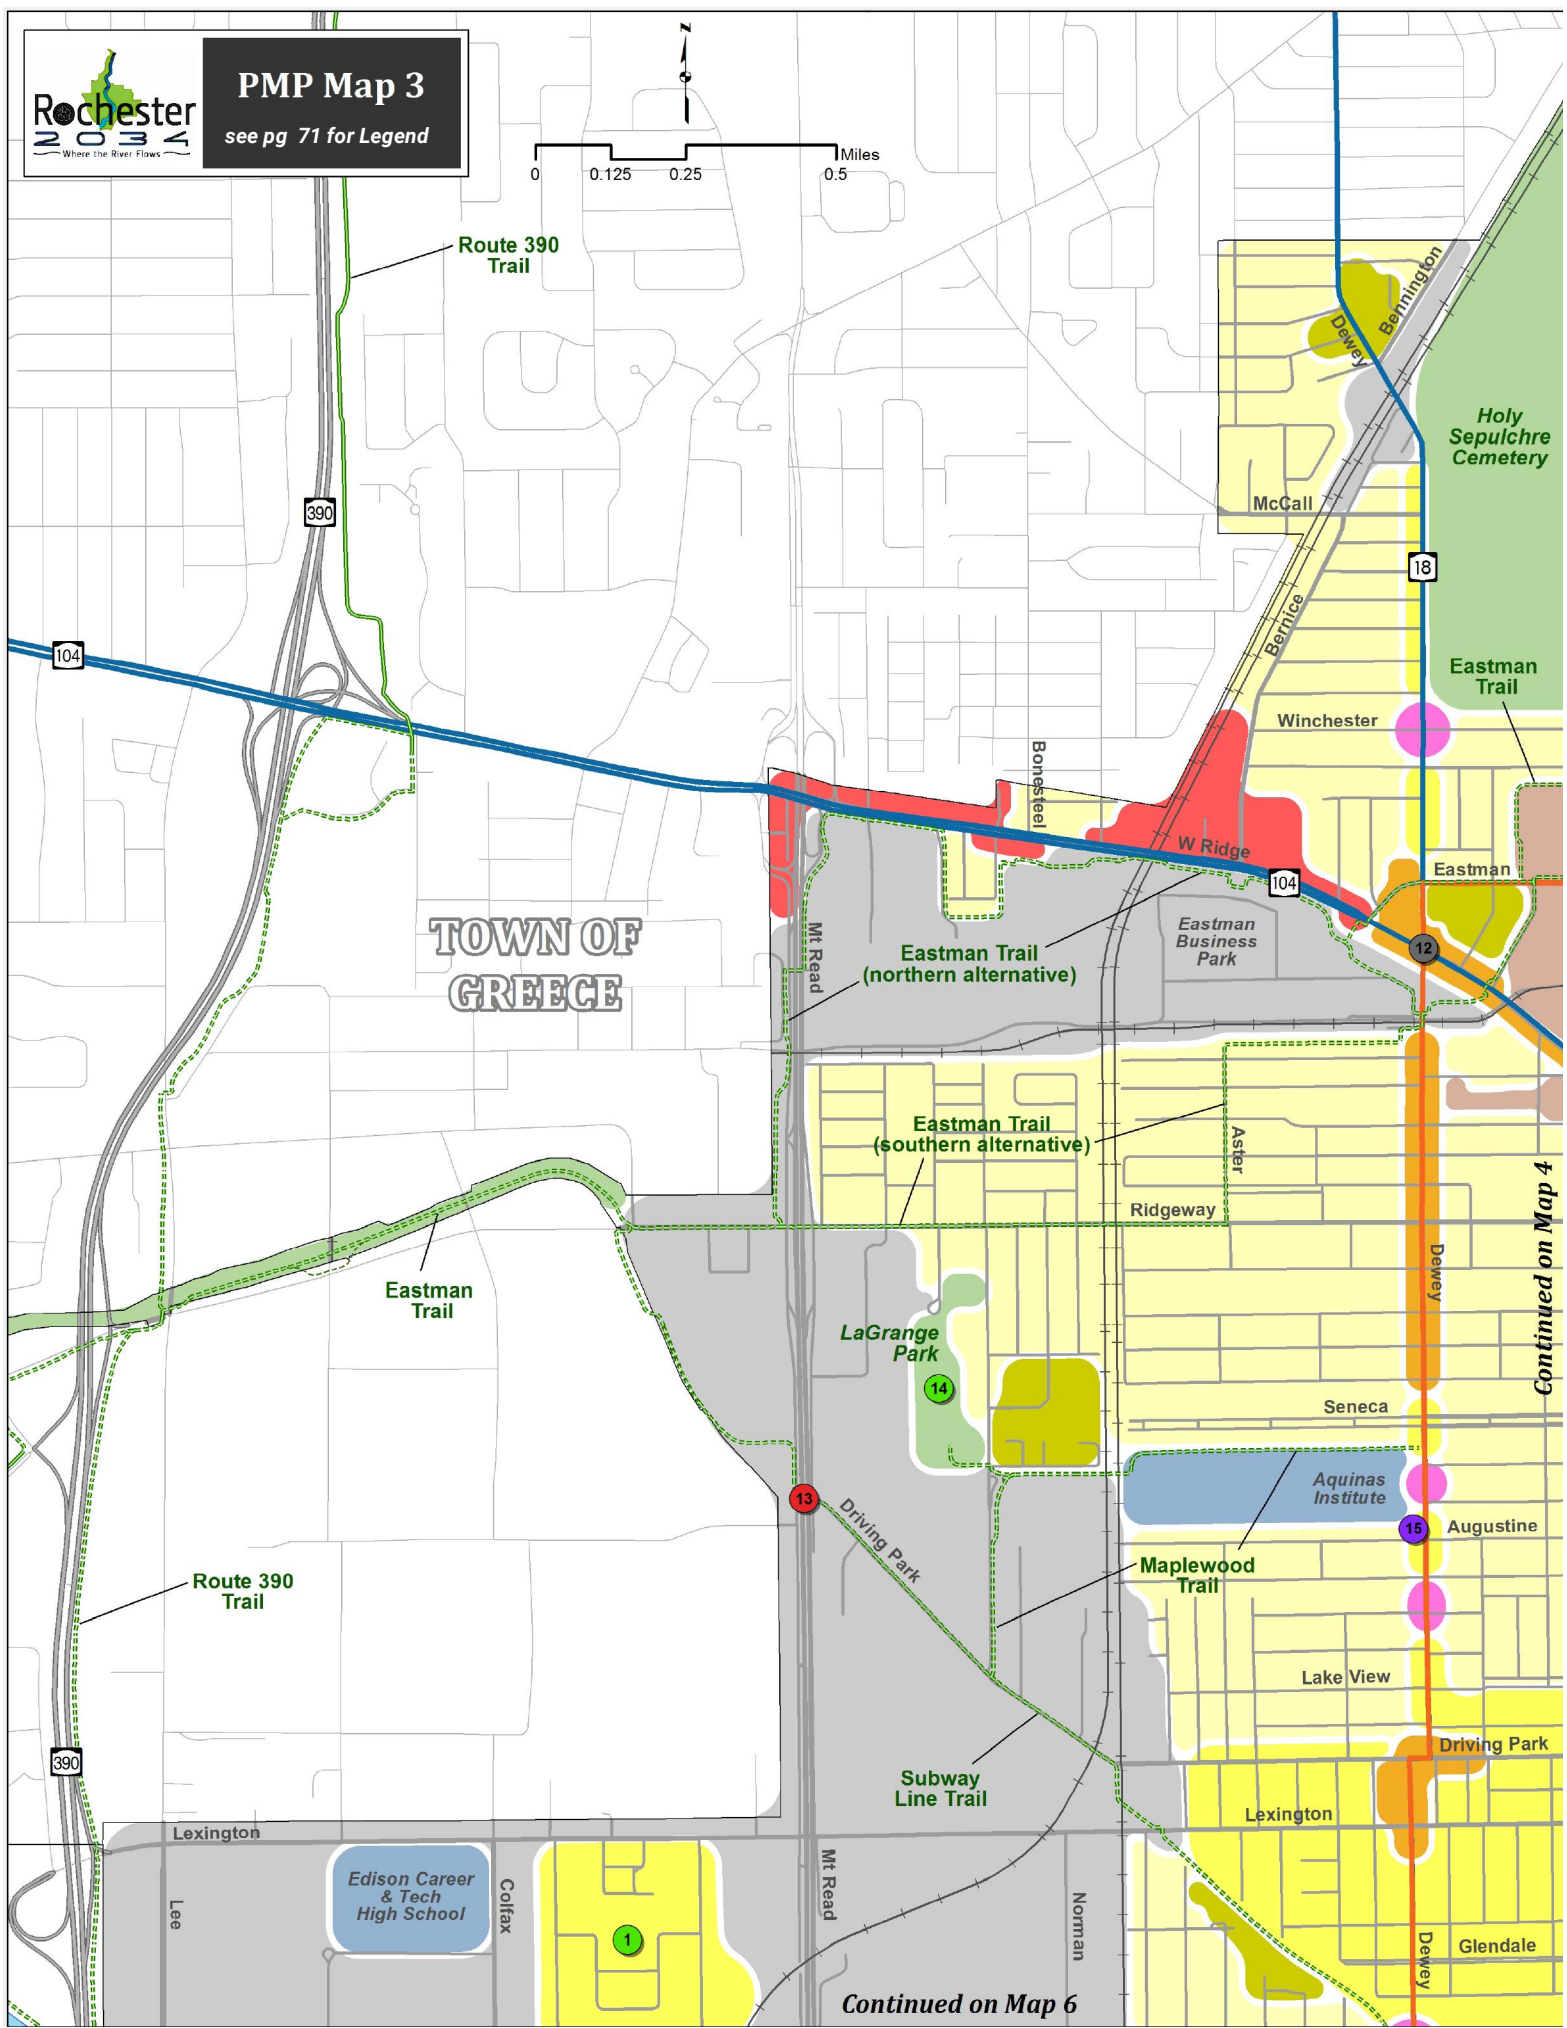 Rochester
2034
Where the River Flows
PMP Map 3
see pg 71 for Legend
N
Miles
0
0.125
0.25
0.5
Route 390
Trail
Bennington
Dewey
Holy
Sepulchre
Cemetery
390
McCall
18
Bernice
104
Eastman
Trail
Winchester
Bonesteel
W Ridge
104
Eastman
TOWN OF
GREECE
Mt Read
Eastman Trail
(northern alternative)
Eastman
Business
Park
12
Eastman Trail
(southern alternative)
Aster
Ridgeway
Continued on Map 4
Dewey
Eastman
Trail
LaGrange
Park
14
Seneca
Aquinas
Institute
13
Driving Park
15
Augustine
Maplewood
Trail
Route 390
Trail
Lake View
390
Driving Park
Subway
Line Trail
Lexington
Lexington
Edison Career
& Tech
High School
Lee
Colfax
Mt Read
Norman
1
Dewey
Glendale
Continued on Map 6